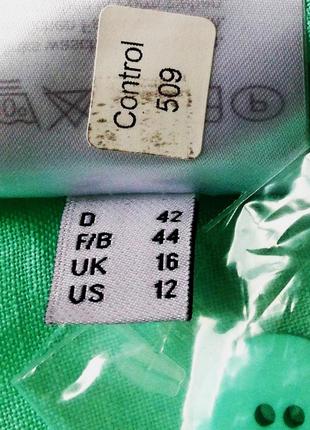 Control
509
D 42
F/B 44
UK 16
US 12